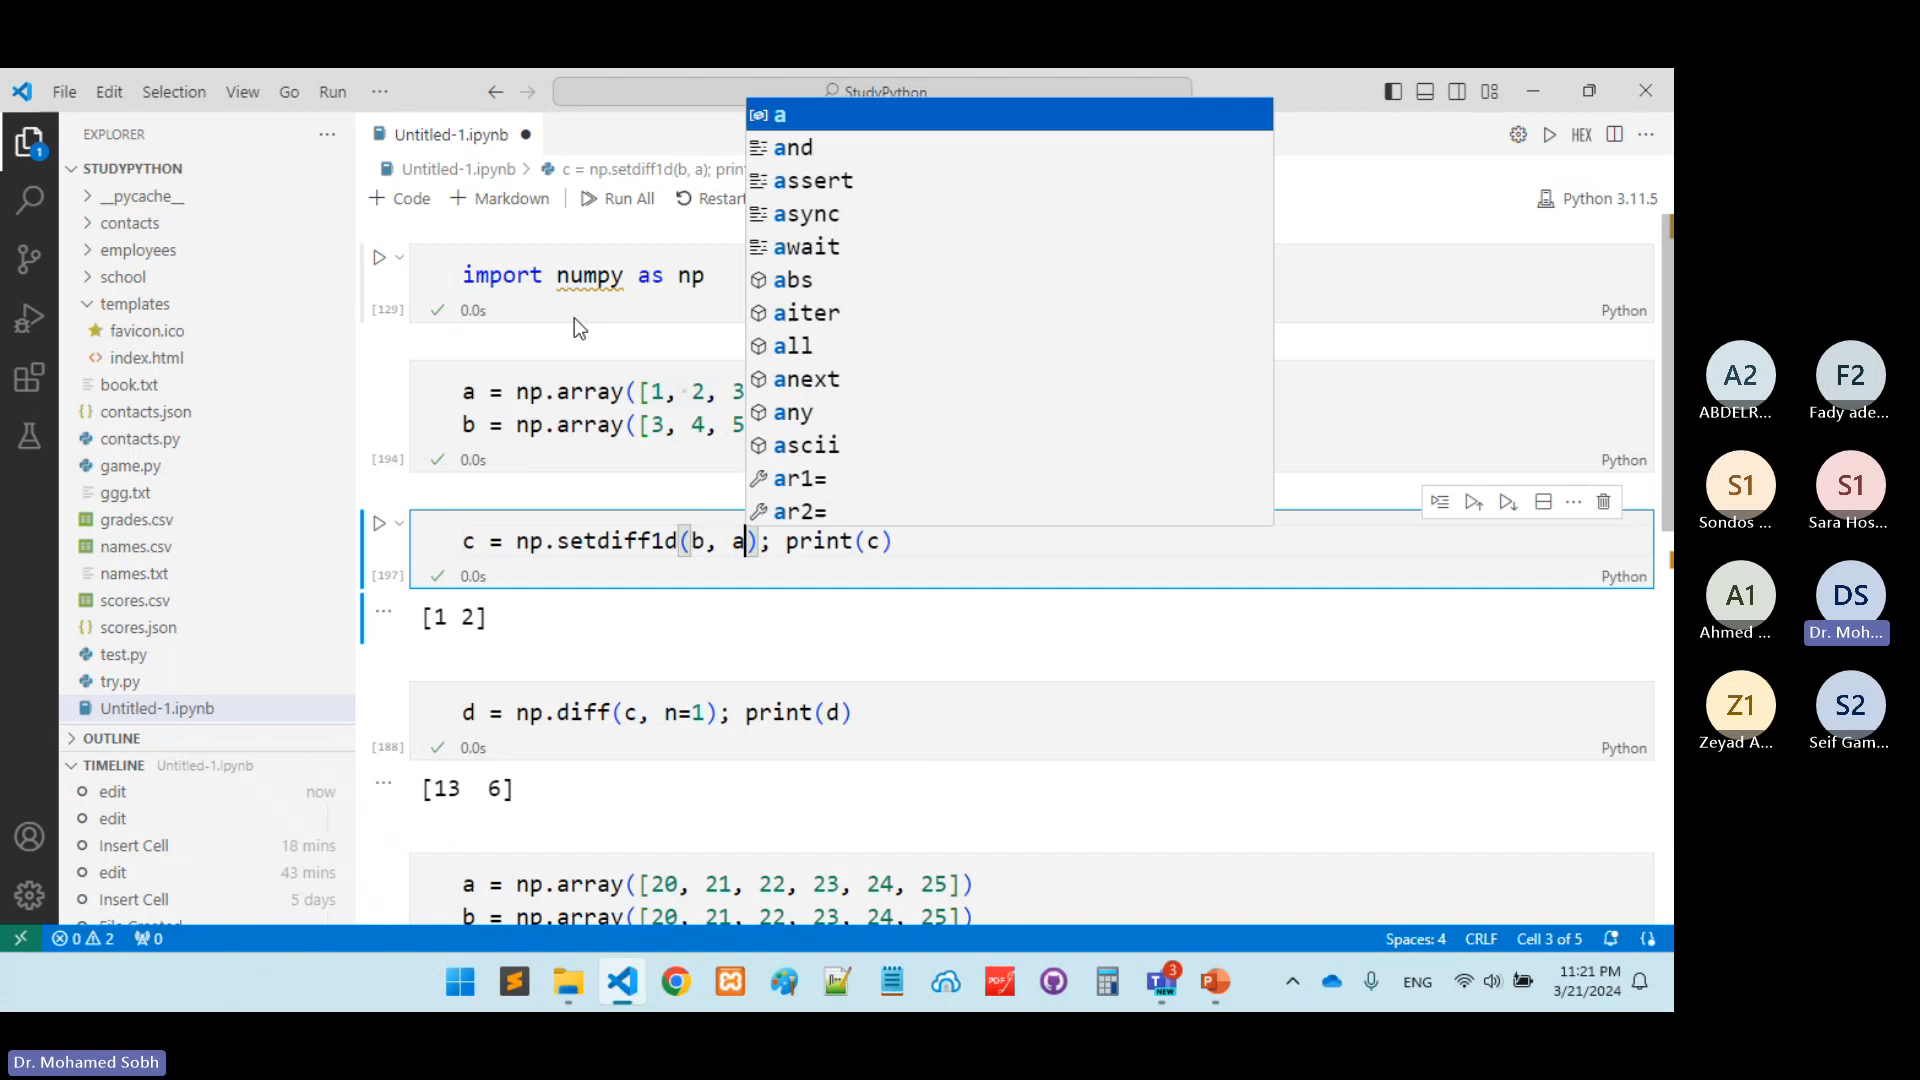 File Edit Selection View Go Run ···
StudyPython
EXPLORER ···
STUDYPYTHON
__pycache__
contacts
employees
school
templates
favicon.ico
index.html
book.txt
contacts.json
contacts.py
game.py
ggg.txt
grades.csv
names.csv
names.txt
scores.csv
scores.json
test.py
try.py
Untitled-1.ipynb
OUTLINE
TIMELINE Untitled-1.ipynb
edit now
edit
Insert Cell 18 mins
edit 43 mins
Insert Cell 5 days
File Created
Untitled-1.ipynb ●
HEX
Untitled-1.ipynb > c = np.setdiff1d(b, a); prin
+ Code + Markdown Run All Restar
Python 3.11.5
a
and
assert
async
await
abs
aiter
all
anext
any
ascii
ar1=
ar2=
import numpy as np
[129] 0.0s Python
a = np.array([1, 2, 3
b = np.array([3, 4, 5
[194] 0.0s Python
c = np.setdiff1d(b, a); print(c)
[197] 0.0s Python
[1 2]
d = np.diff(c, n=1); print(d)
[188] 0.0s Python
[13  6]
a = np.array([20, 21, 22, 23, 24, 25])
b = np.array([20, 21, 22, 23, 24, 25])
0 2 0
Spaces: 4 CRLF Cell 3 of 5
3
NEW
PDF
ENG
11:21 PM
3/21/2024
A2 F2
ABDELR... Fady ade...
S1 S1
Sondos ... Sara Hos...
A1 DS
Ahmed ... Dr. Moh...
Z1 S2
Zeyad A... Seif Gam...
Dr. Mohamed Sobh